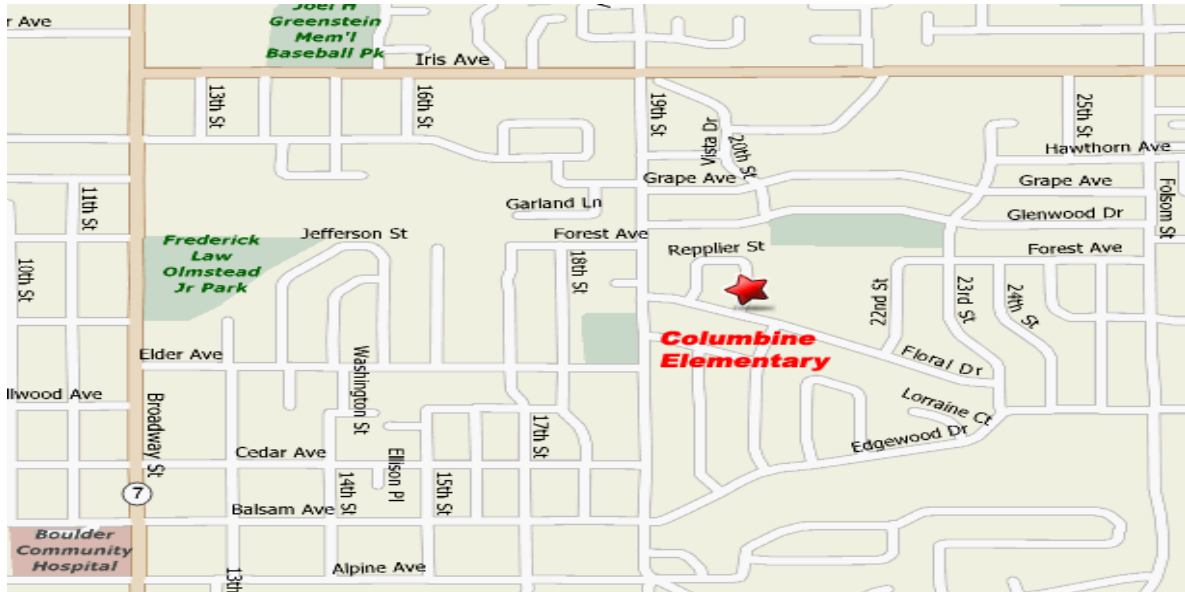 Joel H
Greenstein
Mem'l
Baseball Pk
r Ave
Iris Ave
13th St
16th St
19th St
Vista Dr
20th St
25th St
Hawthorn Ave
Grape Ave
Grape Ave
Folsom St
11th St
Garland Ln
Glenwood Dr
Frederick
Law
Olmstead
Jr Park
Jefferson St
Forest Ave
Repplier St
Forest Ave
10th St
18th St
22nd St
23rd St
24th St
Columbine
Elementary
Elder Ave
Washington St
Floral Dr
llwood Ave
Broadway St
Lorraine Ct
17th St
Edgewood Dr
Cedar Ave
Ellison Pl
14th St
15th St
7
Balsam Ave
Boulder
Community
Hospital
Alpine Ave
13th